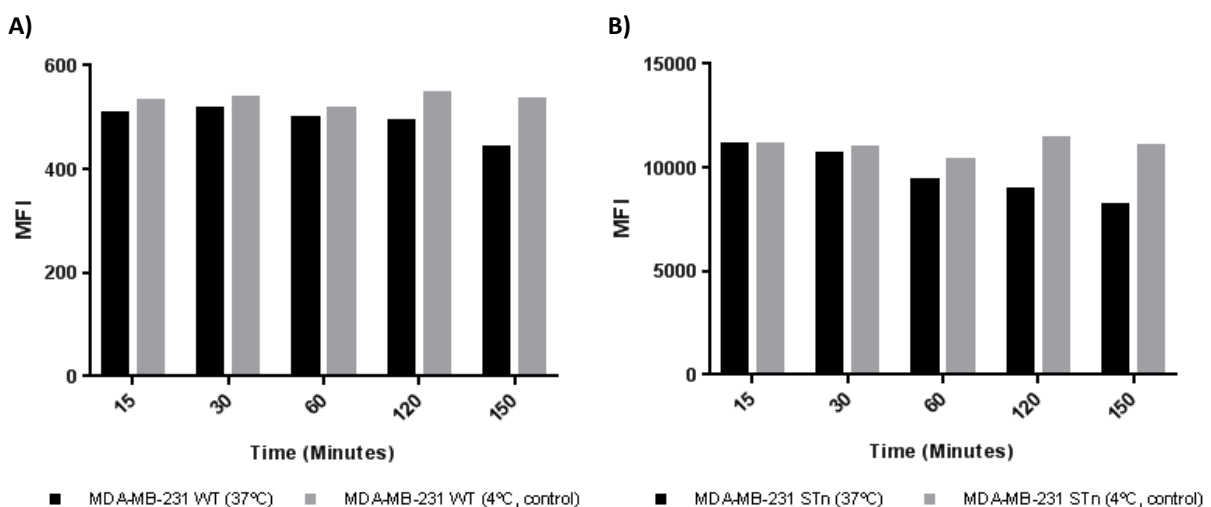 A)
600
400
200
0
MFI
15 30 60 120 150
Time (Minutes)
MDA-MB-231 WT (37ºC) MDA-MB-231 WT (4ºC, control)
B)
15000
10000
5000
0
MFI
15 30 60 120 150
Time (Minutes)
MDA-MB-231 STn (37ºC) MDA-MB-231 STn (4ºC, control)